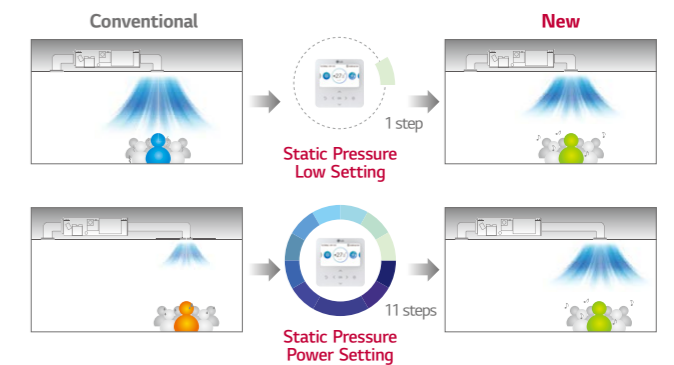 Conventional
New
1 step
Static Pressure
Low Setting
11 steps
Static Pressure
Power Setting